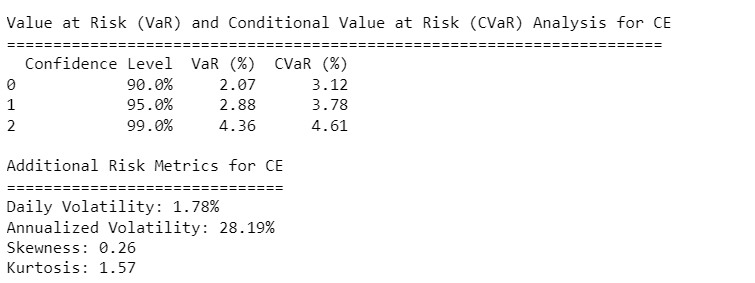 Value at Risk (VaR) and Conditional Value at Risk (CVaR) Analysis for CE
=======================================================================
  Confidence Level  VaR (%)  CVaR (%)
0            90.0%     2.07      3.12
1            95.0%     2.88      3.78
2            99.0%     4.36      4.61

Additional Risk Metrics for CE
==============================
Daily Volatility: 1.78%
Annualized Volatility: 28.19%
Skewness: 0.26
Kurtosis: 1.57